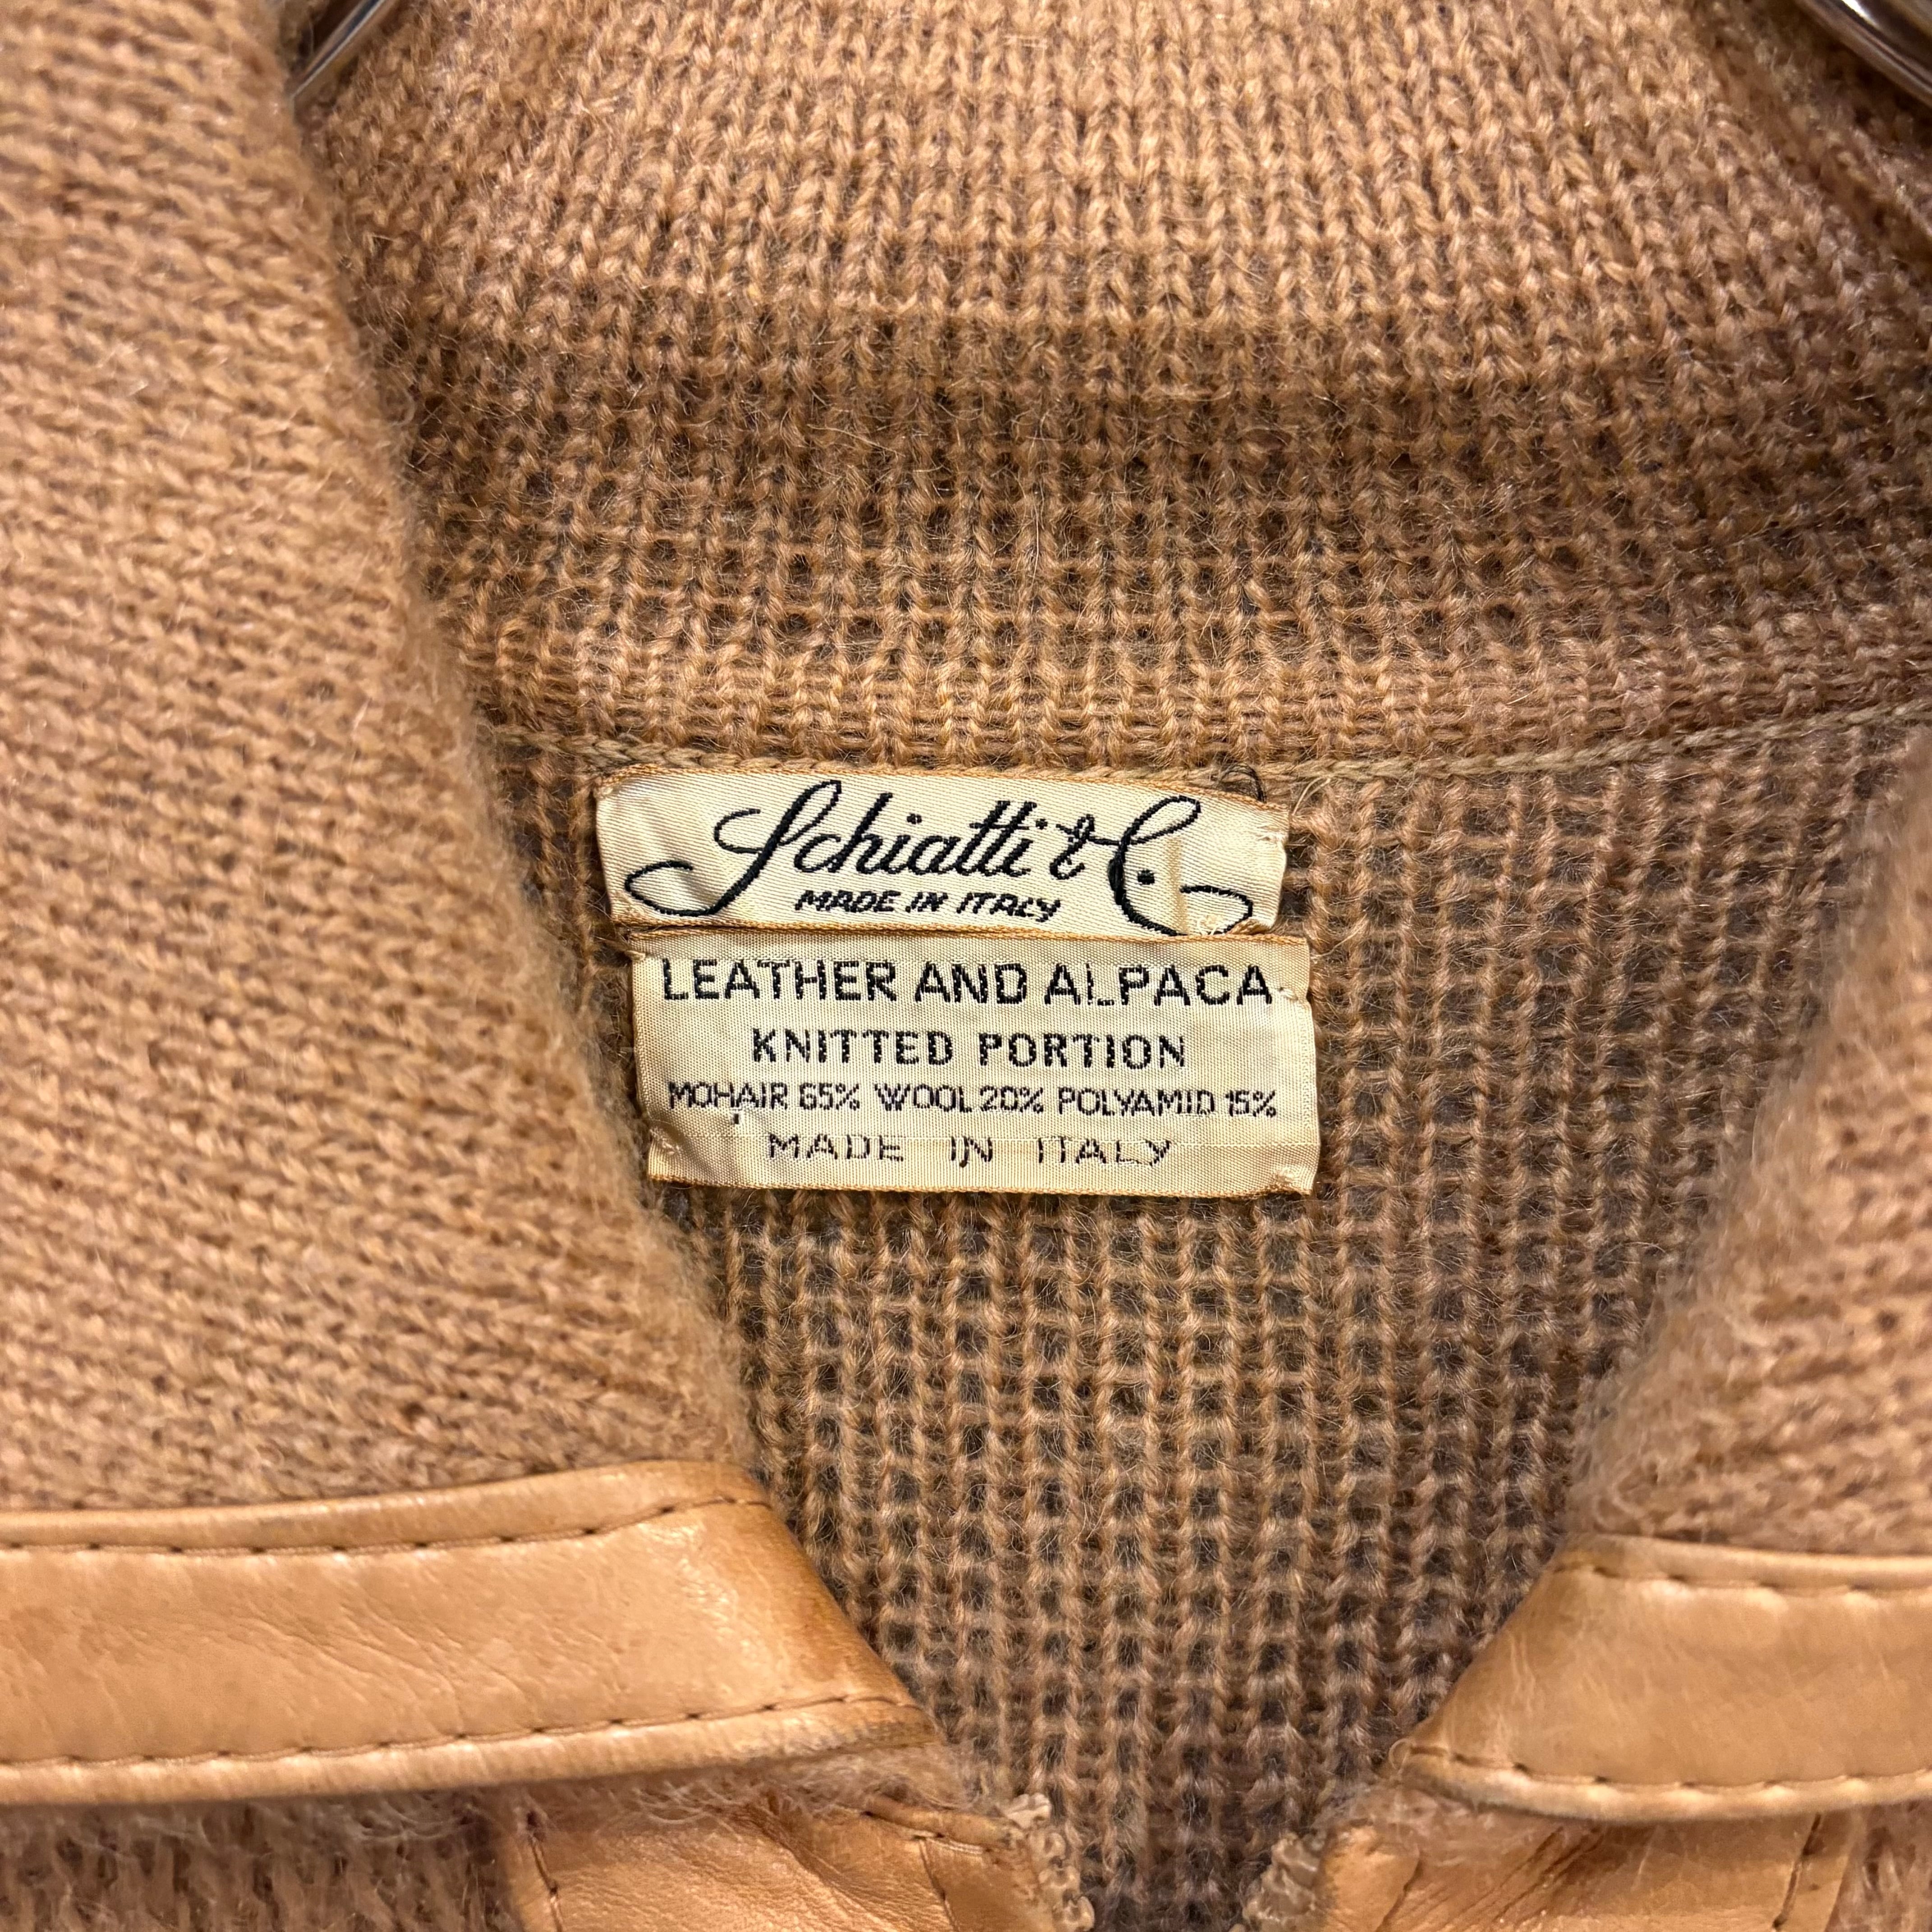 Schiatti & C.
MADE IN ITALY
LEATHER AND ALPACA
KNITTED PORTION
MOHAIR 65% WOOL 20% POLYAMID 15%
MADE IN ITALY